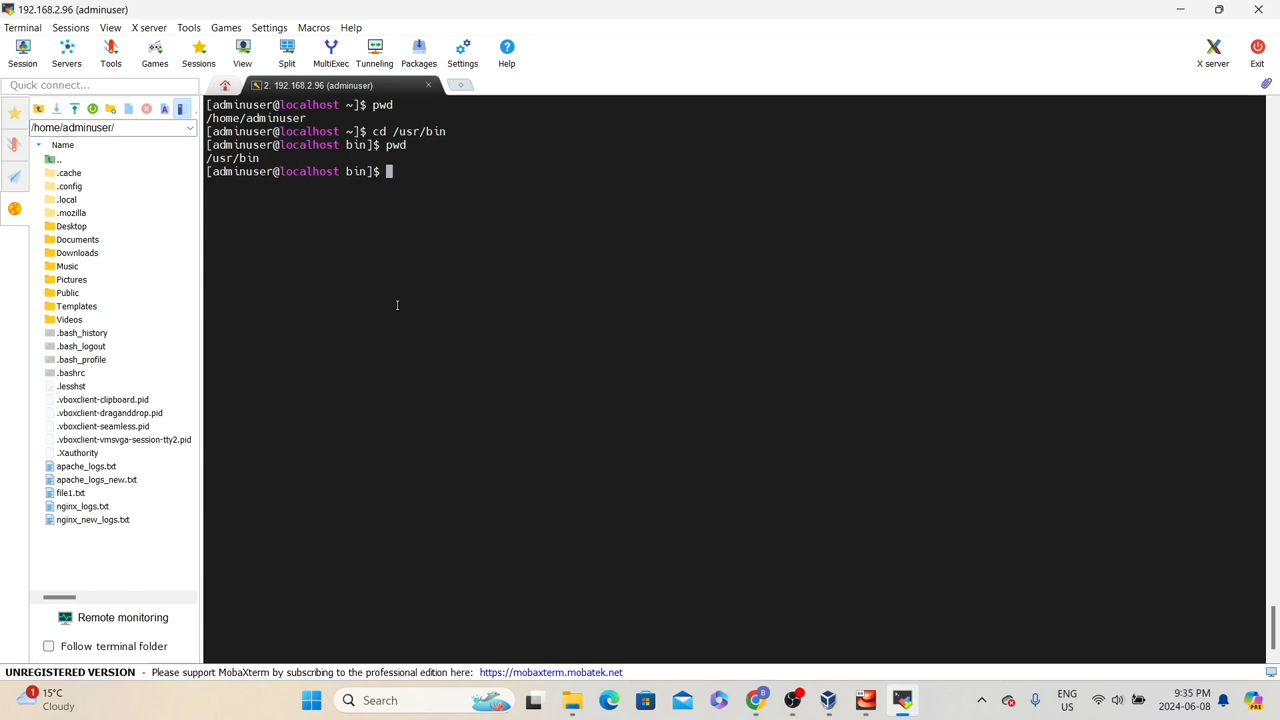 192.168.2.96 (adminuser)
Terminal Sessions View X server Tools Games Settings Macros Help
Session Servers Tools Games Sessions View Split MultiExec Tunneling Packages Settings Help X server Exit
Quick connect...
2. 192.168.2.96 (adminuser)
/home/adminuser/
Name
..
.cache
.config
.local
.mozilla
Desktop
Documents
Downloads
Music
Pictures
Public
Templates
Videos
.bash_history
.bash_logout
.bash_profile
.bashrc
.lesshst
.vboxclient-clipboard.pid
.vboxclient-draganddrop.pid
.vboxclient-seamless.pid
.vboxclient-vmsvga-session-tty2.pid
.Xauthority
apache_logs.txt
apache_logs_new.txt
file1.txt
nginx_logs.txt
nginx_new_logs.txt
Remote monitoring
Follow terminal folder
[adminuser@localhost ~]$ pwd
/home/adminuser
[adminuser@localhost ~]$ cd /usr/bin
[adminuser@localhost bin]$ pwd
/usr/bin
[adminuser@localhost bin]$
UNREGISTERED VERSION - Please support MobaXterm by subscribing to the professional edition here: https://mobaxterm.mobatek.net
1
15°C
Cloudy
Search
ENG
US
9:35 PM
2024-06-08